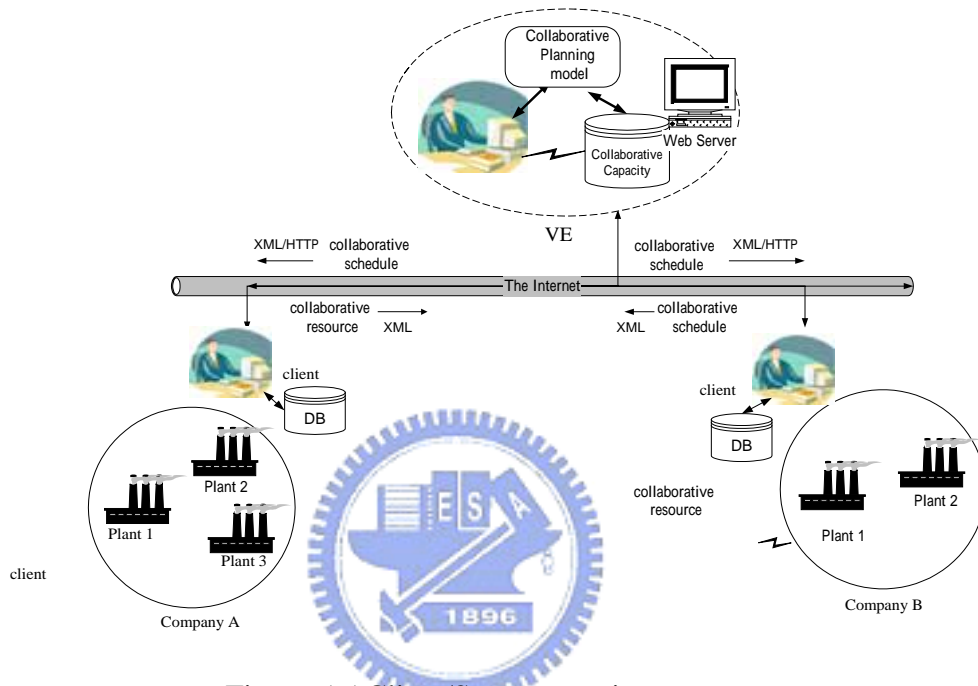 Collaborative
Planning
model
Web Server
Collaborative
Capacity
VE
XML/HTTP
collaborative
schedule
collaborative
schedule
XML/HTTP
The Internet
collaborative
resource
XML
XML
collaborative
schedule
client
DB
client
DB
Plant 2
Plant 1
Plant 3
collaborative
resource
Plant 2
Plant 1
client
Company A
Company B
E S A
1896